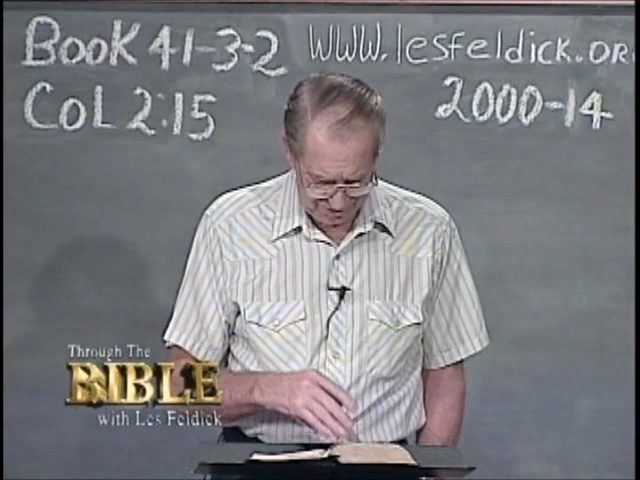 Book 41-3-2 WWW.lesfeldick.or
Col 2:15 2000-14
Through The
BIBLE
with Les Feldick